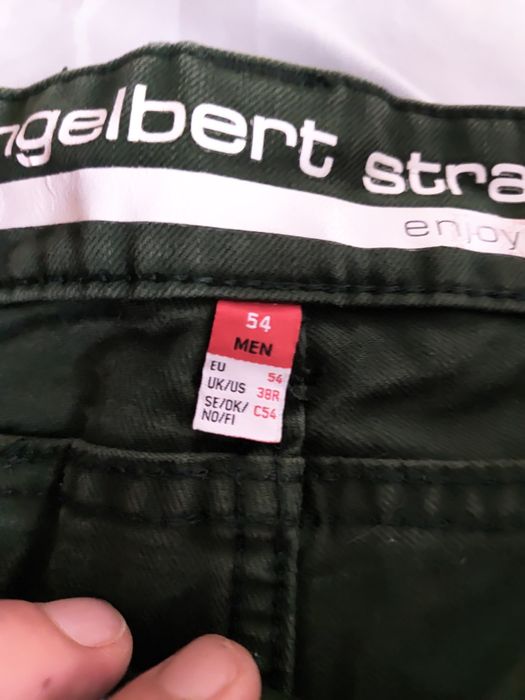 ngelbert stra
enjoy
54
MEN
EU 54
UK/US 38R
SE/DK/ C54
NO/FI